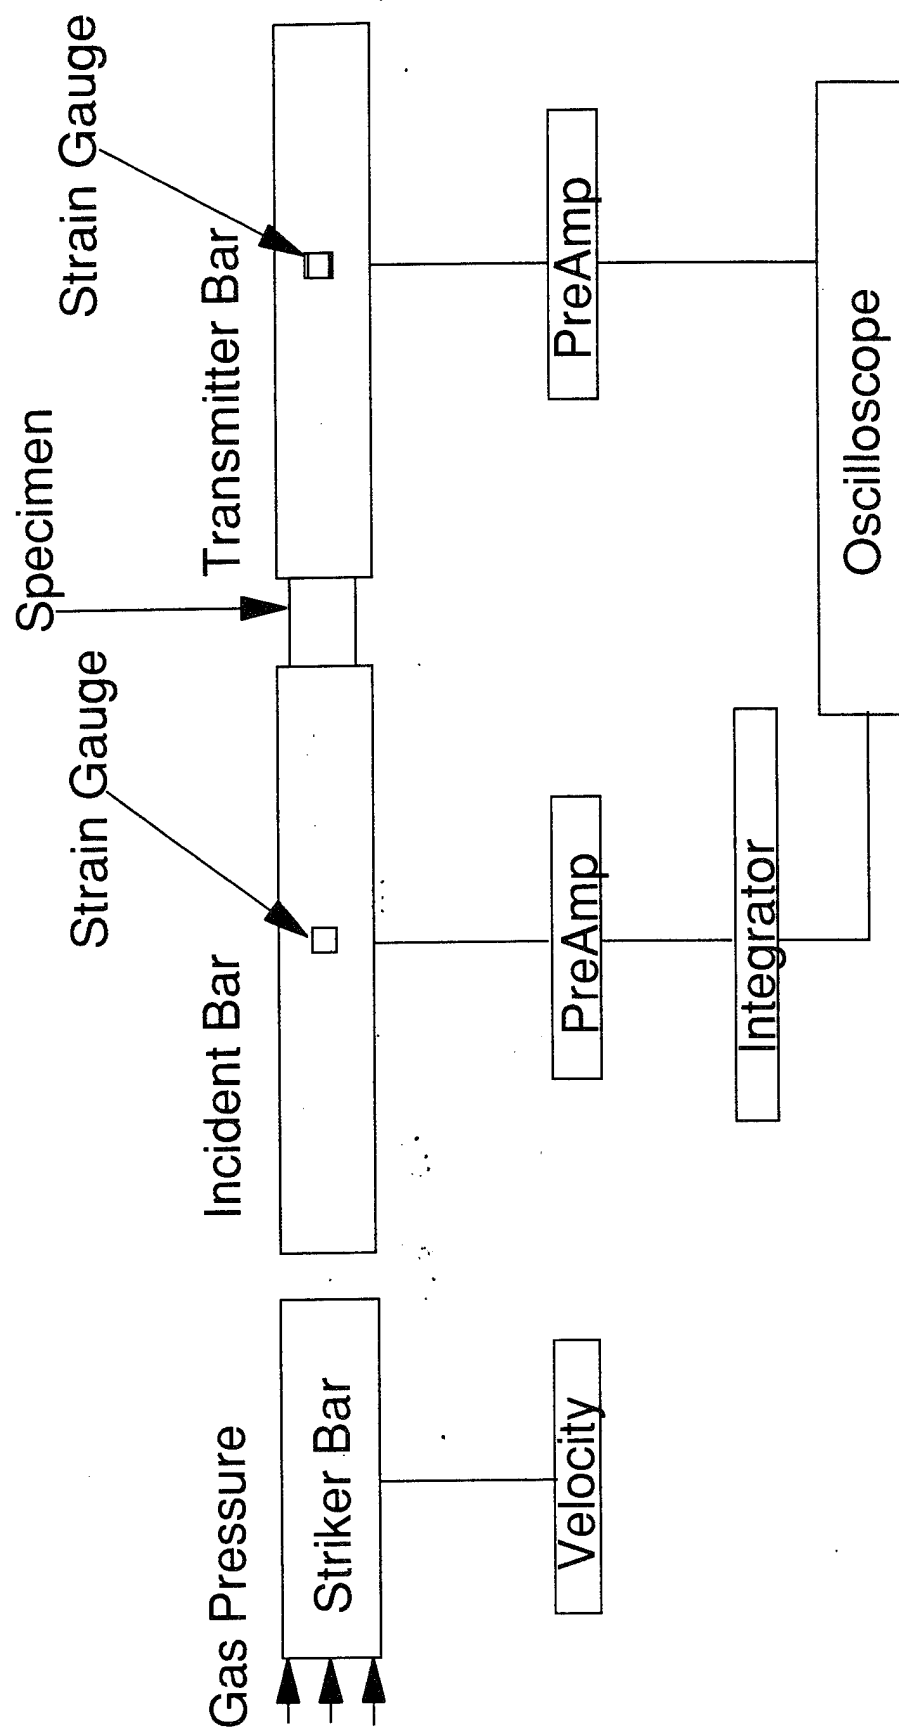 Gas Pressure
Striker Bar
Velocity
Incident Bar
Strain Gauge
Specimen
Transmitter Bar
Strain Gauge
PreAmp
Integrator
PreAmp
Oscilloscope